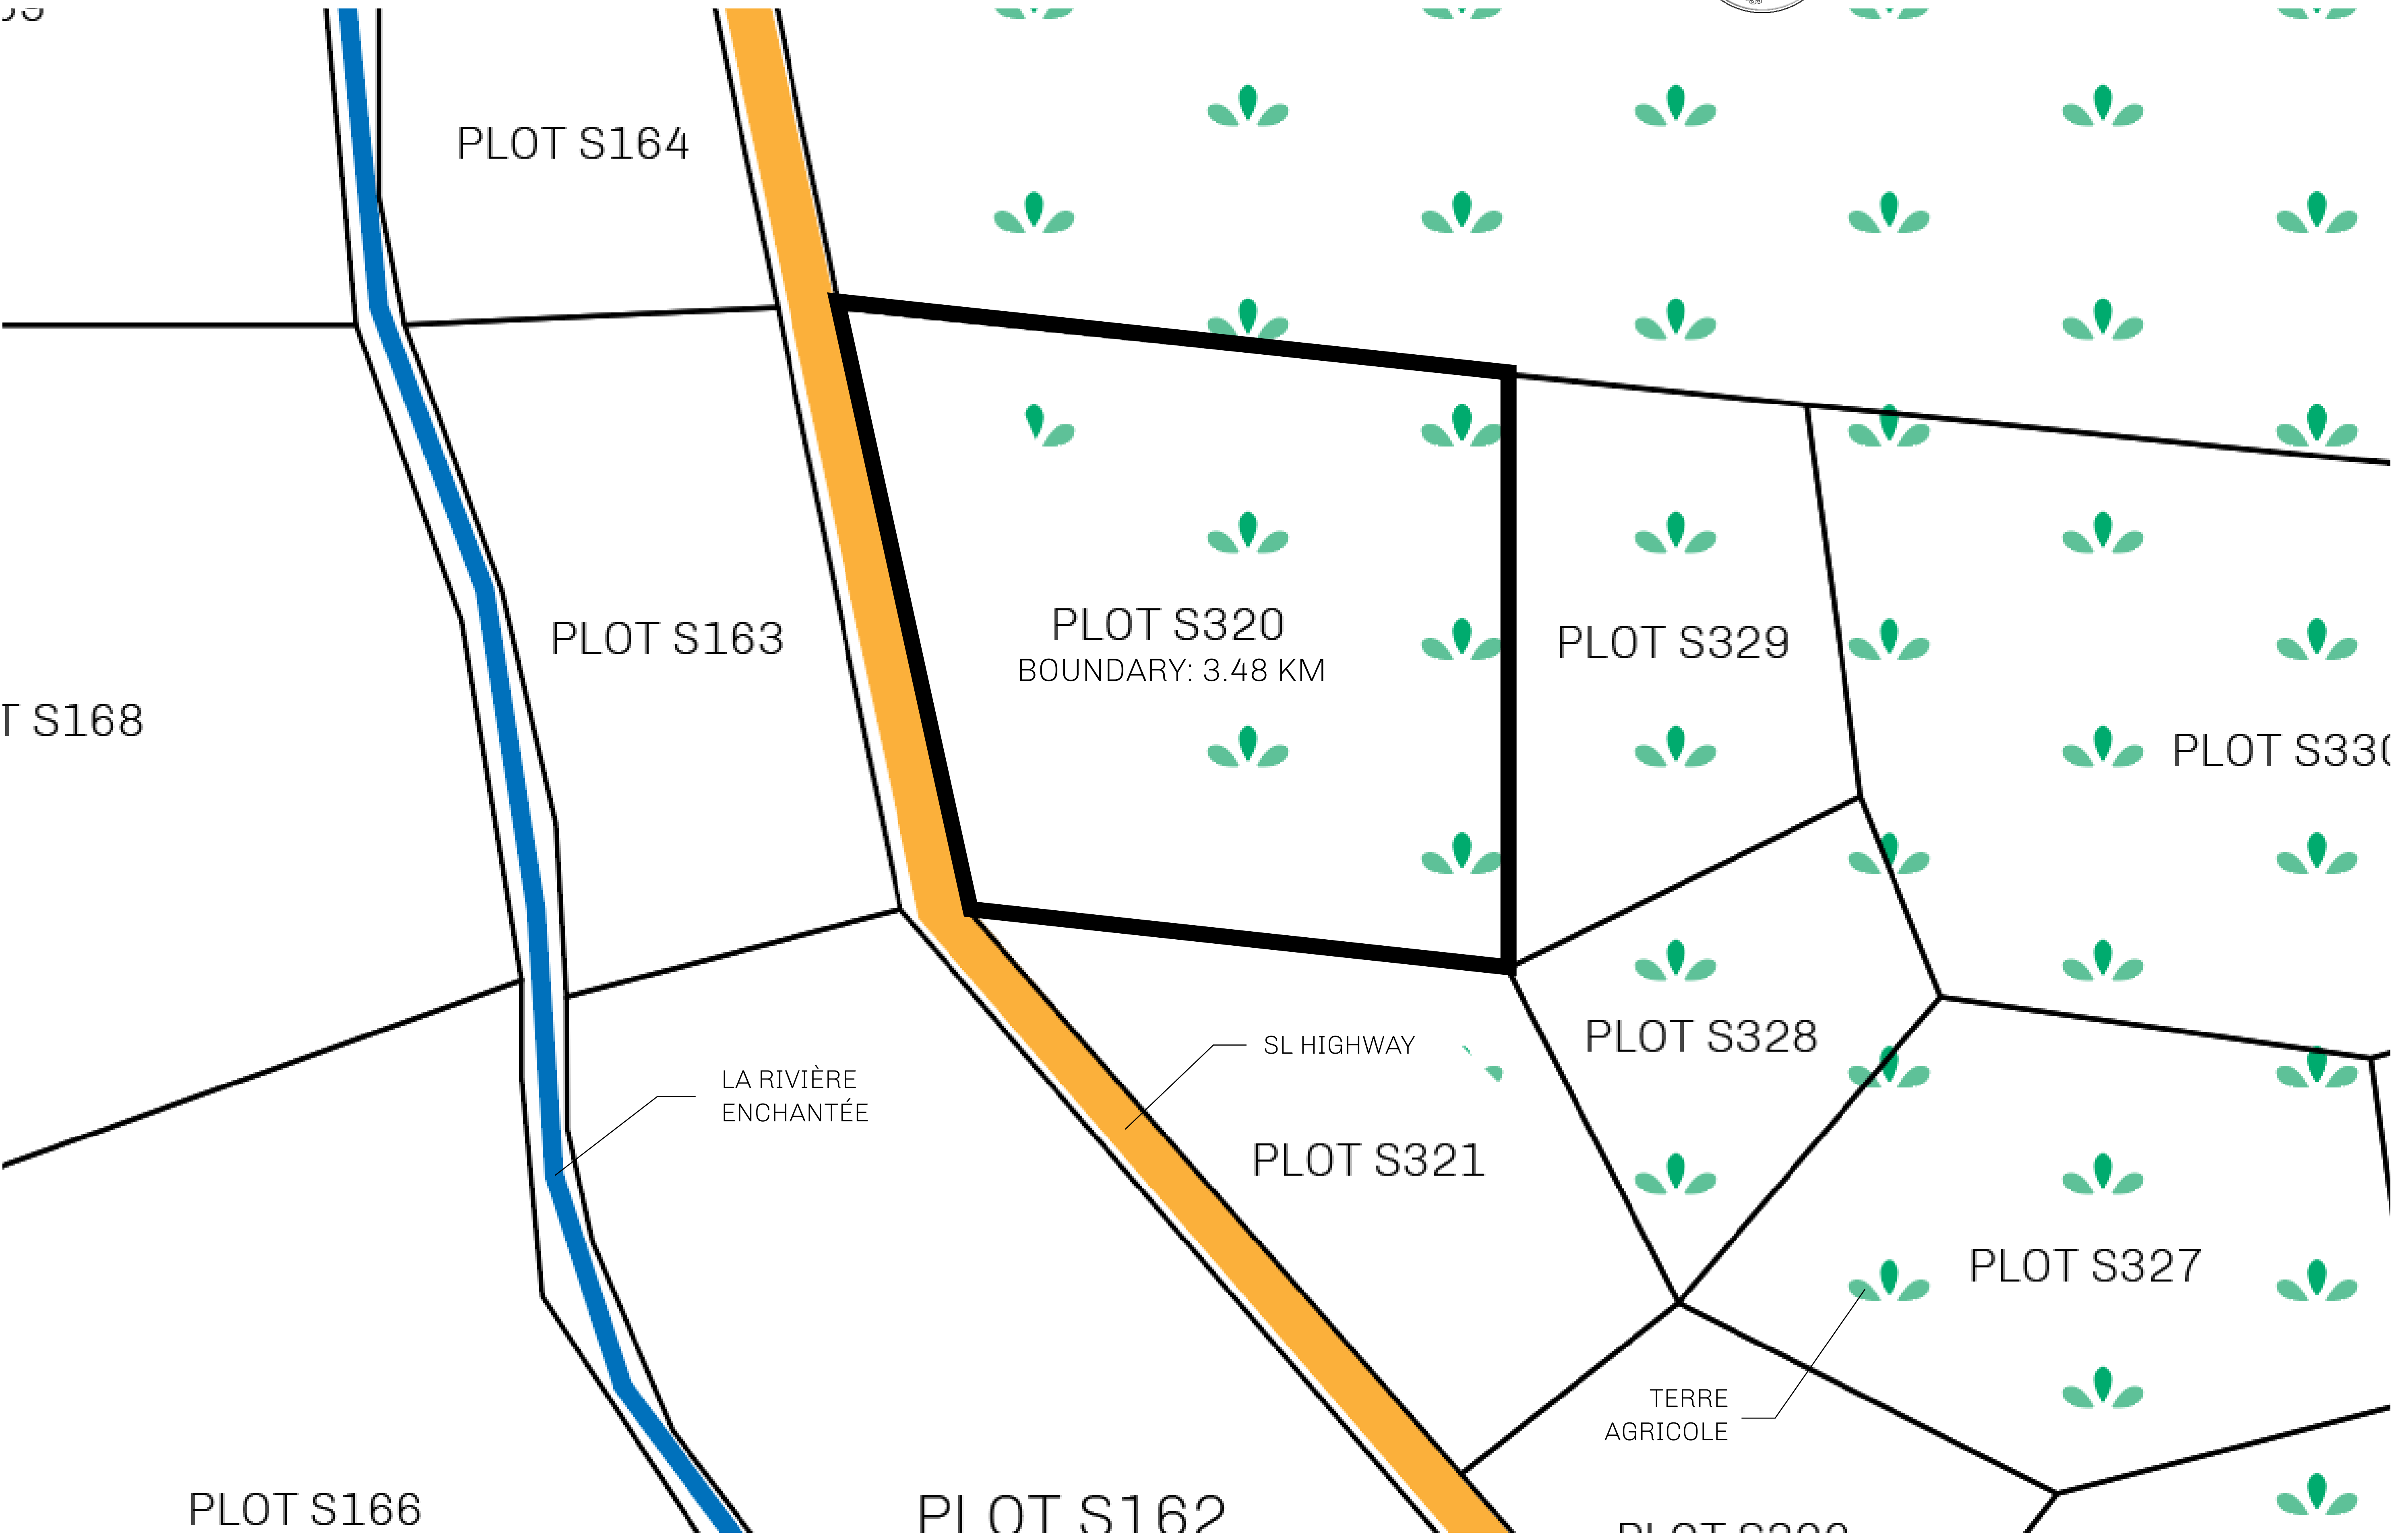 PLOT S164
PLOT S320
BOUNDARY: 3.48 KM
PLOT S163
PLOT S329
T S168
PLOT S330
SL HIGHWAY
PLOT S328
LA RIVIÈRE
ENCHANTÉE
PLOT S321
PLOT S327
TERRE
AGRICOLE
PLOT S166
PLOT S162